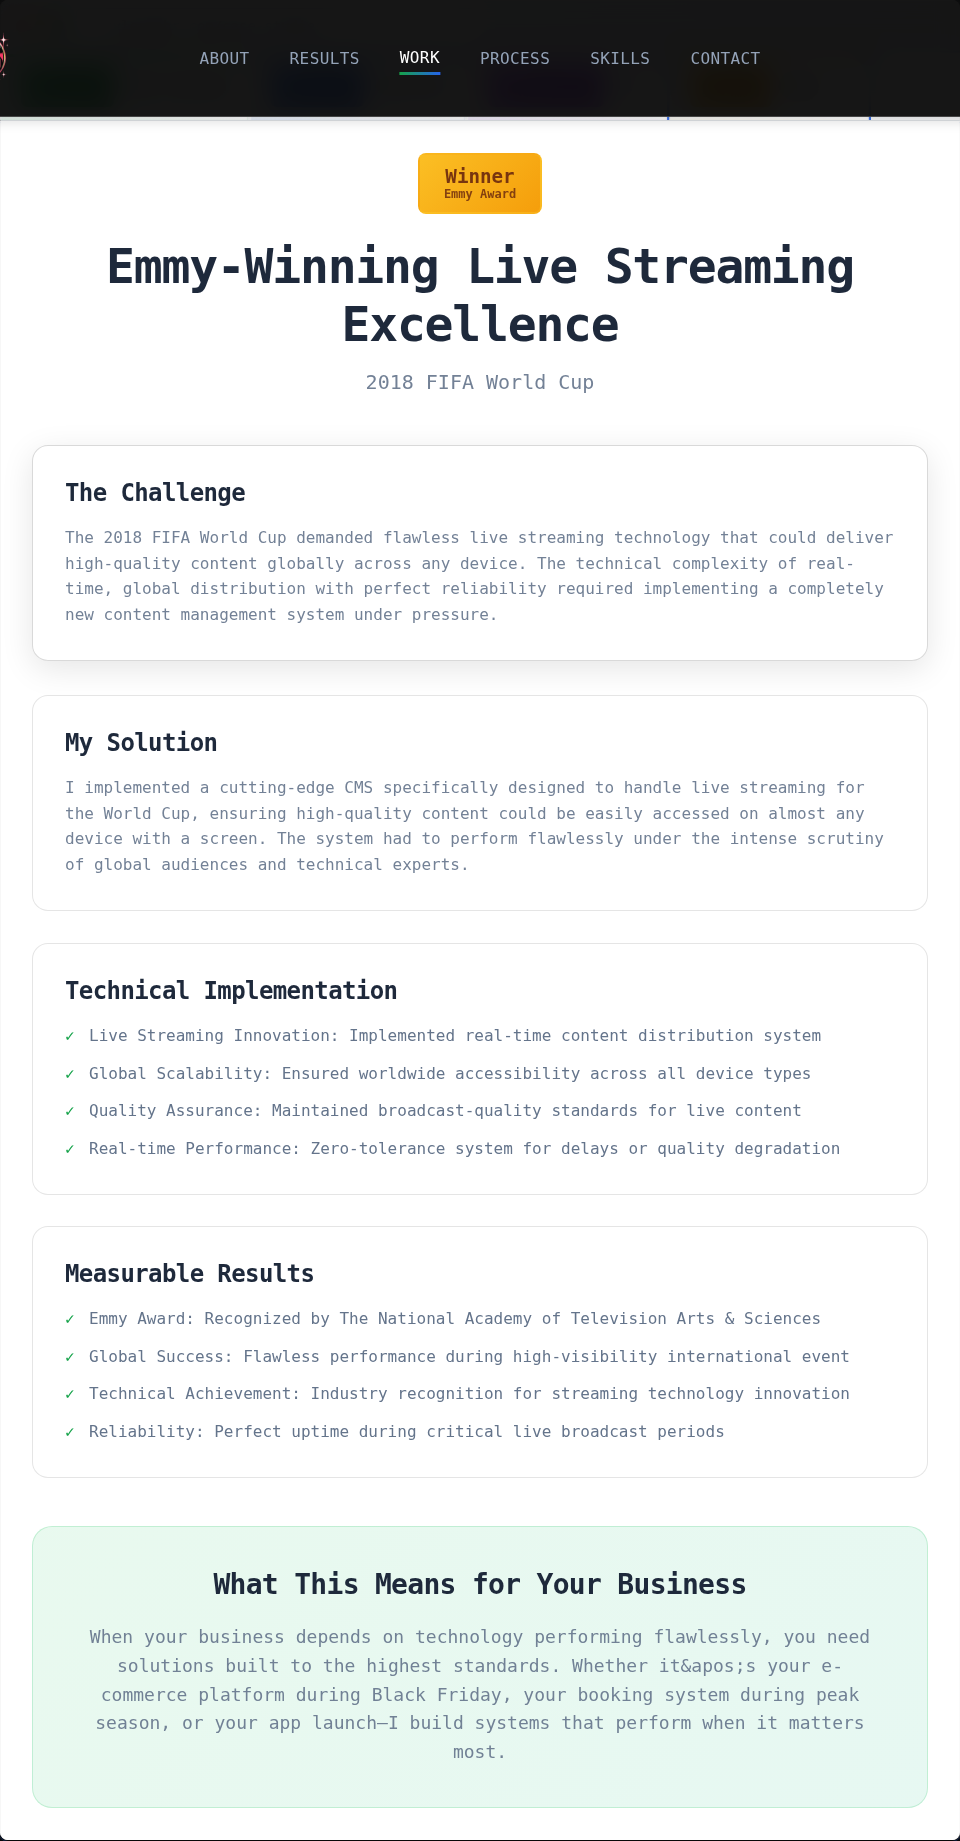 ABOUT RESULTS WORK PROCESS SKILLS CONTACT
Winner
Emmy Award
Emmy-Winning Live Streaming
Excellence
2018 FIFA World Cup
The Challenge
The 2018 FIFA World Cup demanded flawless live streaming technology that could deliver
high-quality content globally across any device. The technical complexity of real-
time, global distribution with perfect reliability required implementing a completely
new content management system under pressure.
My Solution
I implemented a cutting-edge CMS specifically designed to handle live streaming for
the World Cup, ensuring high-quality content could be easily accessed on almost any
device with a screen. The system had to perform flawlessly under the intense scrutiny
of global audiences and technical experts.
Technical Implementation
✓ Live Streaming Innovation: Implemented real-time content distribution system
✓ Global Scalability: Ensured worldwide accessibility across all device types
✓ Quality Assurance: Maintained broadcast-quality standards for live content
✓ Real-time Performance: Zero-tolerance system for delays or quality degradation
Measurable Results
✓ Emmy Award: Recognized by The National Academy of Television Arts & Sciences
✓ Global Success: Flawless performance during high-visibility international event
✓ Technical Achievement: Industry recognition for streaming technology innovation
✓ Reliability: Perfect uptime during critical live broadcast periods
What This Means for Your Business
When your business depends on technology performing flawlessly, you need
solutions built to the highest standards. Whether it&apos;s your e-
commerce platform during Black Friday, your booking system during peak
season, or your app launch—I build systems that perform when it matters
most.